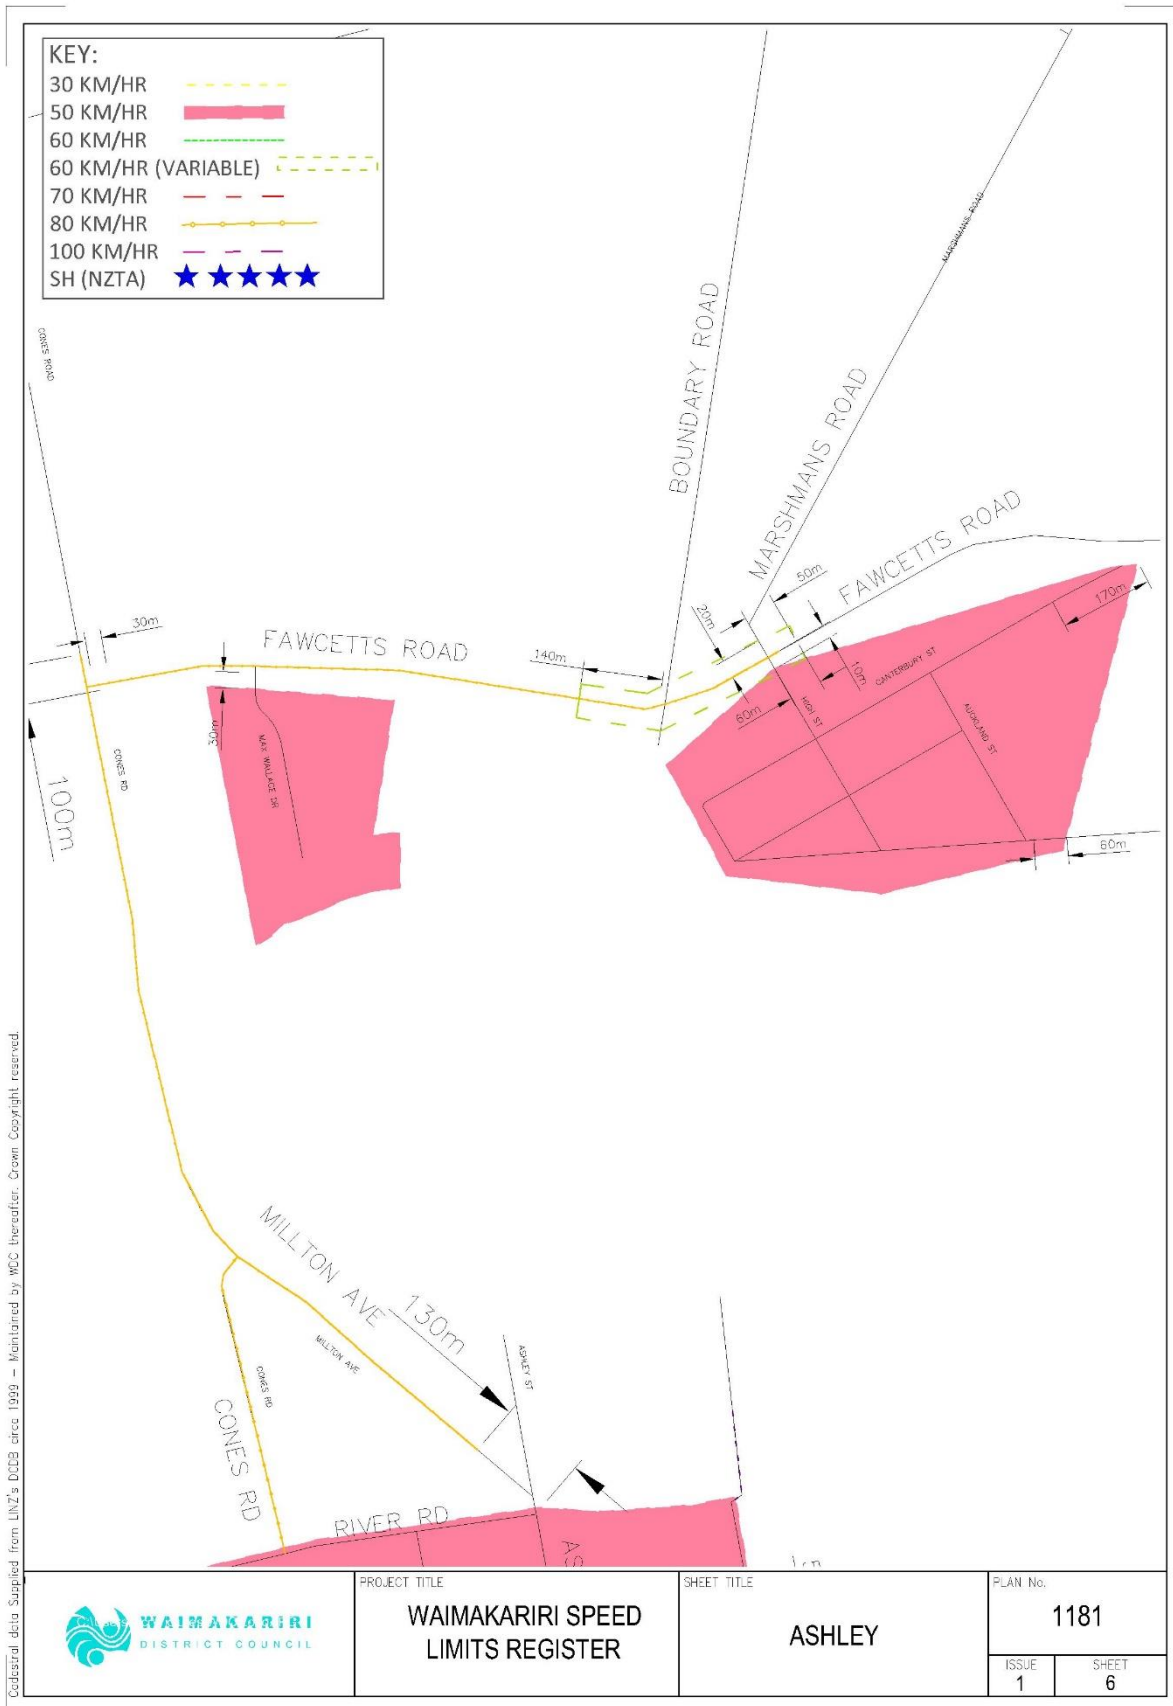 KEY:
30 KM/HR
50 KM/HR
60 KM/HR
60 KM/HR (VARIABLE)
70 KM/HR
80 KM/HR
100 KM/HR
SH (NZTA)
CONES ROAD
MARSHMANS ROAD
BOUNDARY ROAD
MARSHMANS ROAD
FAWCETTS ROAD
50m
20m
170m
30m
FAWCETTS ROAD
140m
10m
CANTERBURY ST
60m
HIGH ST
AUCKLAND ST
30m
MAX WALLACE DR
CONES RD
100m
60m
MILLTON AVE
130m
MILLTON AVE
ASHLEY ST
CONES RD
CONES RD
RIVER RD
AS
Cadastral data Supplied from LINZ's DCDB circa 1999 – Maintained by WDC thereafter. Crown Copyright reserved.
WAIMAKARIRI
DISTRICT COUNCIL
PROJECT TITLE
WAIMAKARIRI SPEED
LIMITS REGISTER
SHEET TITLE
ASHLEY
PLAN No.
1181
ISSUE
1
SHEET
6